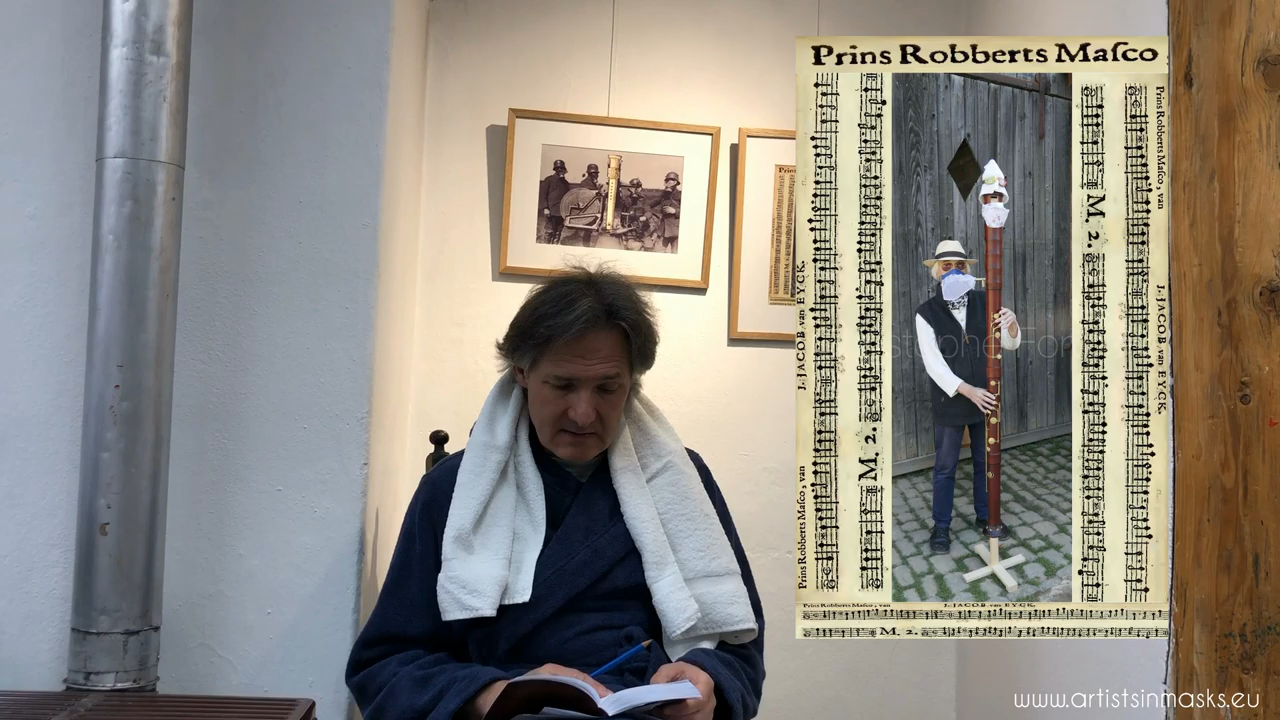 Prins Robberts Maſco
Prins Robberts Maſco, van
J. JACOB van EYCK.
M. 2.
M. 2.
Prins Robberts Maſco, van
J. JACOB van EYCK.
Prins Robberts Maſco, van J. JACOB van EYCK.
M. 2.
www.artistsinmasks.eu